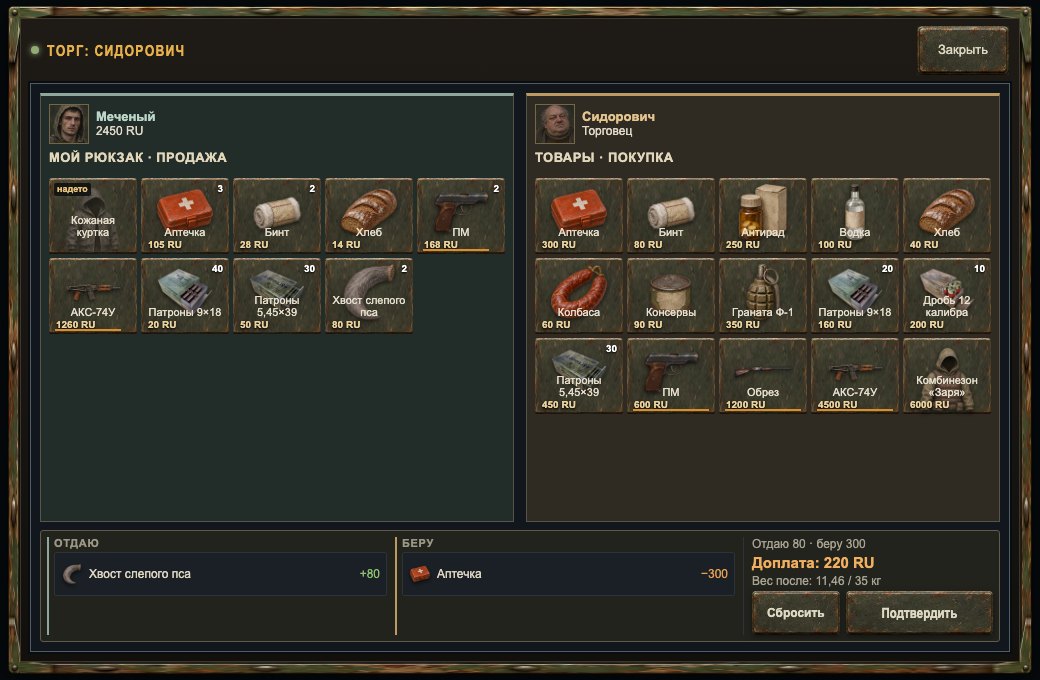 ТОРГ: СИДОРОВИЧ
Закрыть
Меченый
2450 RU
МОЙ РЮКЗАК · ПРОДАЖА
надето
Кожаная
куртка
3
Аптечка
105 RU
2
Бинт
28 RU
Хлеб
14 RU
2
ПМ
168 RU
АКС-74У
1260 RU
40
Патроны 9×18
20 RU
30
Патроны
5,45×39
50 RU
2
Хвост слепого
пса
80 RU
Сидорович
Торговец
ТОВАРЫ · ПОКУПКА
Аптечка
300 RU
Бинт
80 RU
Антирад
250 RU
Водка
100 RU
Хлеб
40 RU
Колбаса
60 RU
Консервы
90 RU
Граната Ф-1
350 RU
20
Патроны 9×18
160 RU
10
Дробь 12
калибра
200 RU
30
Патроны
5,45×39
450 RU
ПМ
600 RU
Обрез
1200 RU
АКС-74У
4500 RU
Комбинезон
«Заря»
6000 RU
ОТДАЮ
Хвост слепого пса
+80
БЕРУ
Аптечка
−300
Отдаю 80 · беру 300
Доплата: 220 RU
Вес после: 11,46 / 35 кг
Сбросить
Подтвердить